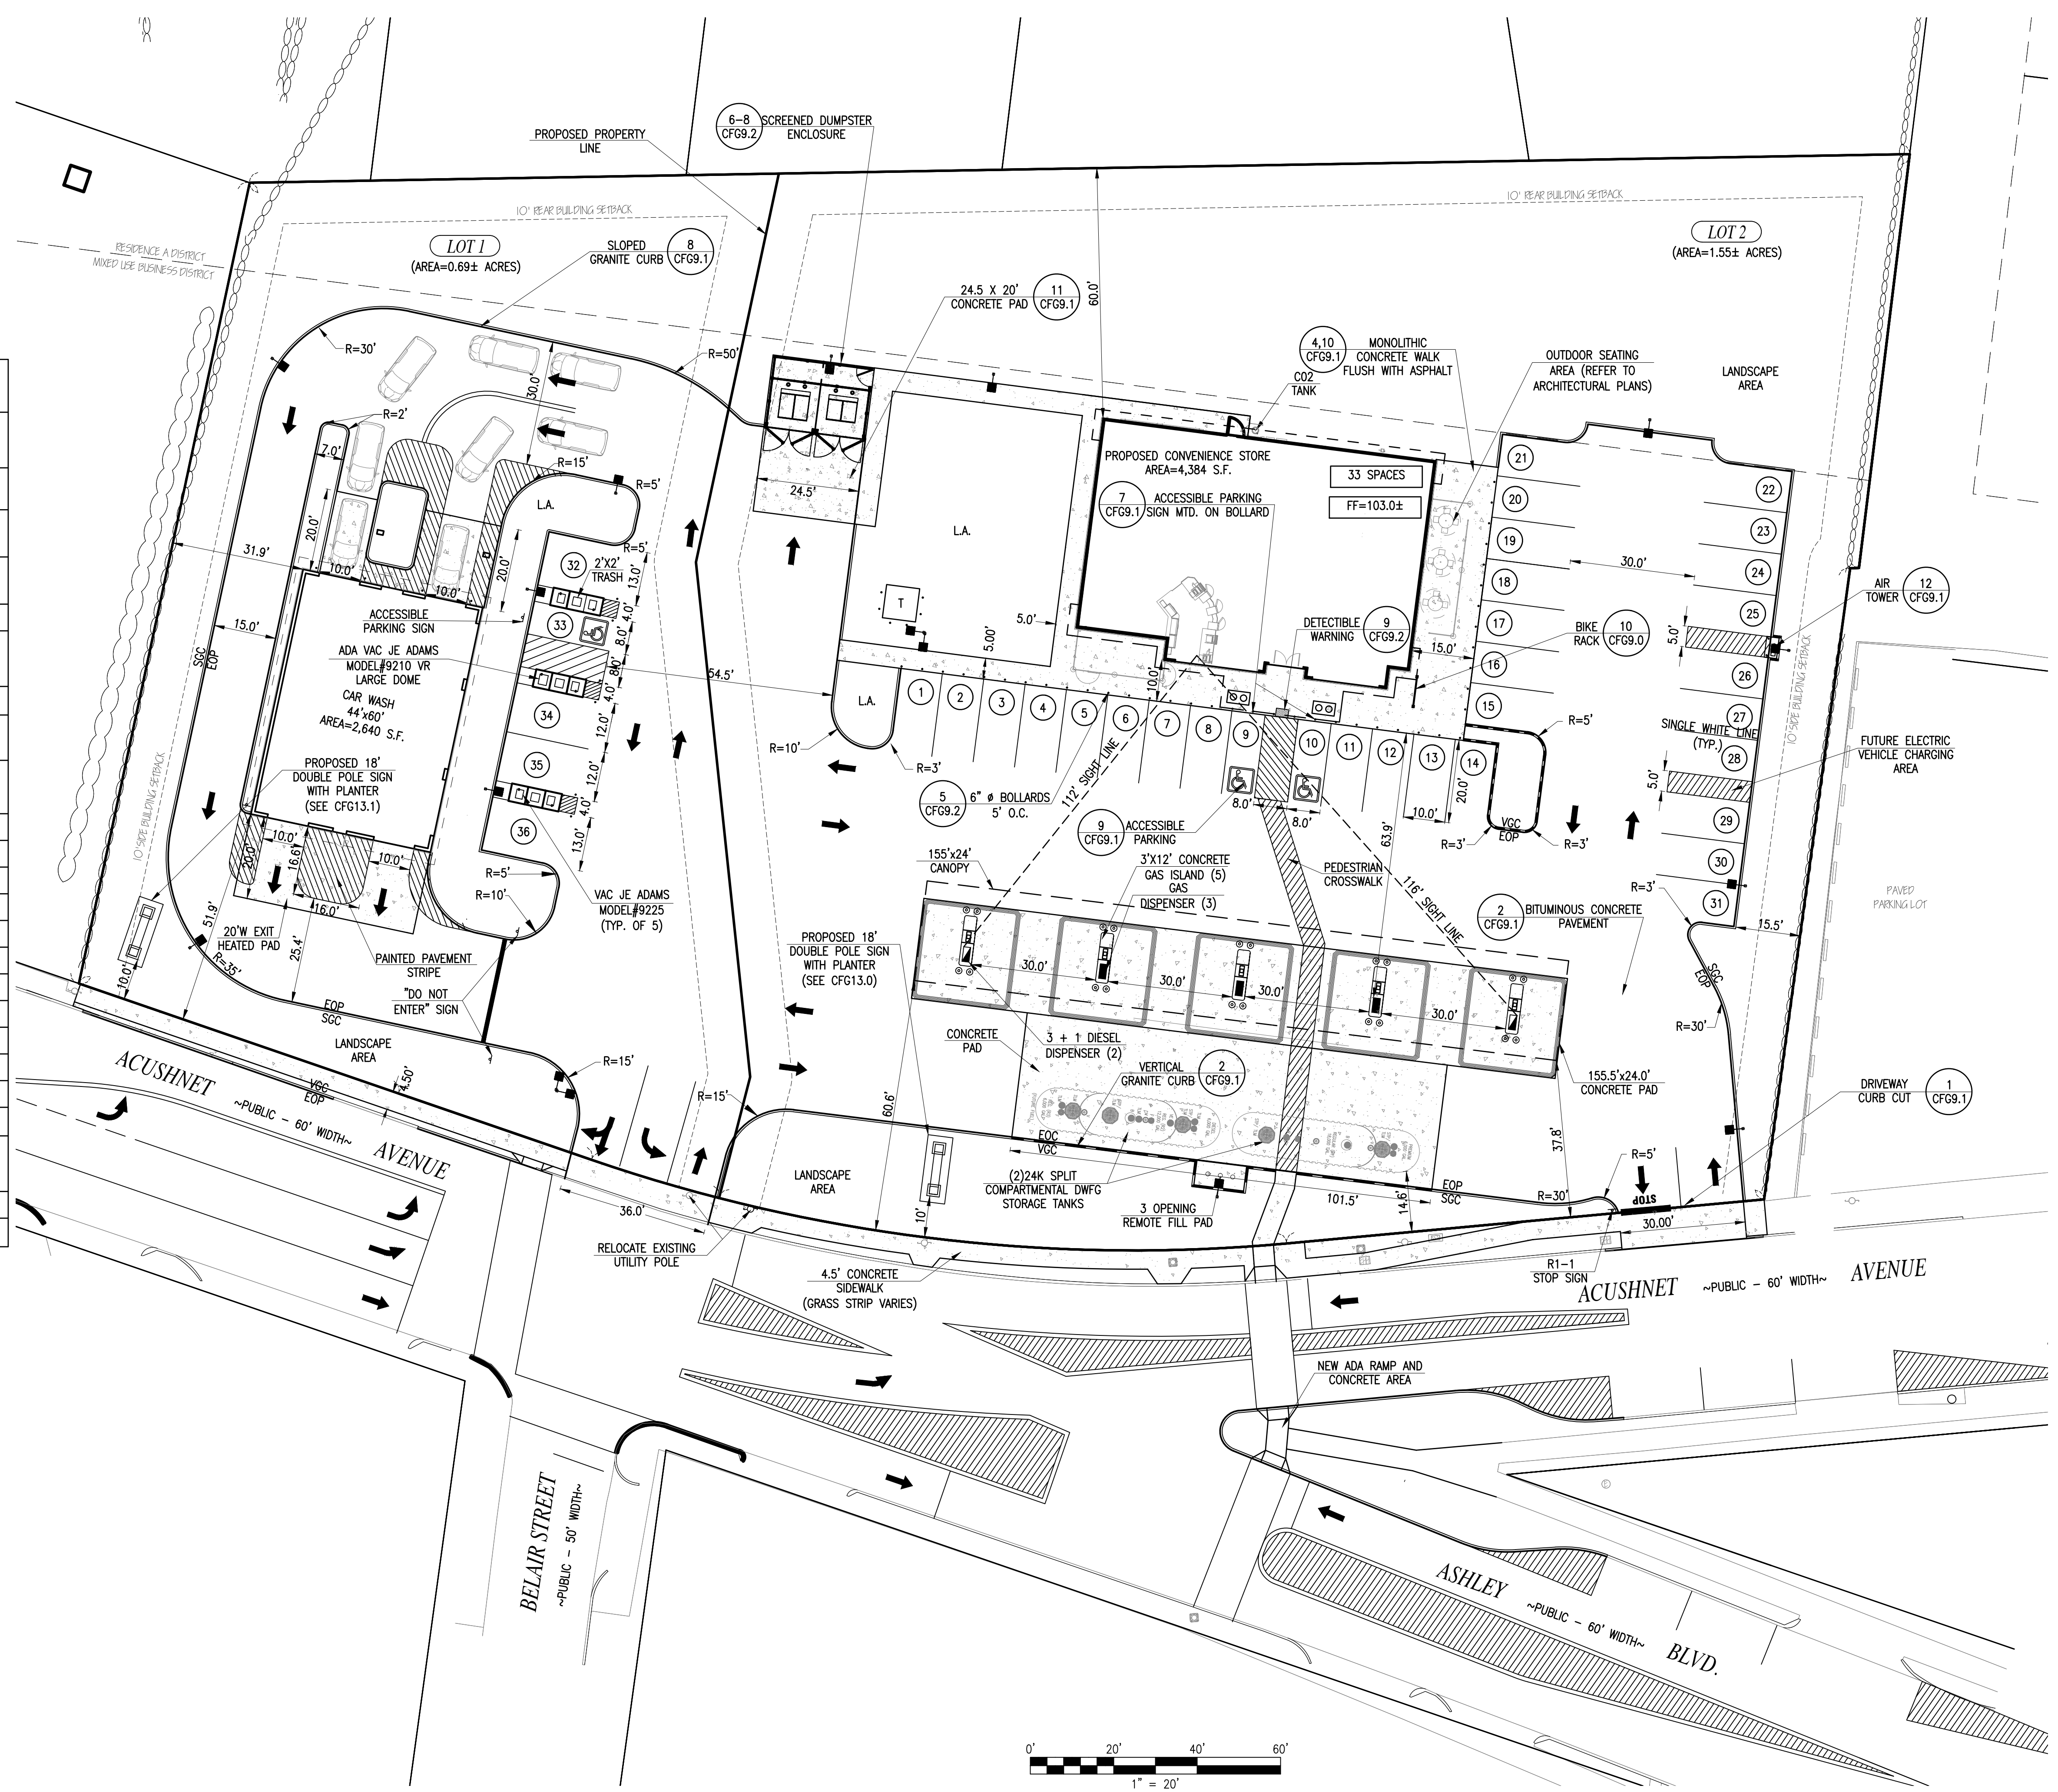 6-8
CFG9.2
SCREENED DUMPSTER
ENCLOSURE
PROPOSED PROPERTY
LINE
10' REAR BUILDING SETBACK
10' REAR BUILDING SETBACK
RESIDENCE A DISTRICT
MIXED USE BUSINESS DISTRICT
LOT 1
(AREA=0.69± ACRES)
SLOPED
GRANITE CURB
8
CFG9.1
LOT 2
(AREA=1.55± ACRES)
24.5 X 20'
CONCRETE PAD
11
CFG9.1
60.0'
4,10
CFG9.1
MONOLITHIC
CONCRETE WALK
FLUSH WITH ASPHALT
OUTDOOR SEATING
AREA (REFER TO
ARCHITECTURAL PLANS)
LANDSCAPE
AREA
CO2
TANK
R=30'
R=50'
30.0'
R=2'
7.0'
R=15'
R=5'
L.A.
24.5'
L.A.
20.0'
31.9'
10.0'
10.0'
20.0'
R=5'
PROPOSED CONVENIENCE STORE
AREA=4,384 S.F.
33 SPACES
FF=103.0±
7
CFG9.1
ACCESSIBLE PARKING
SIGN MTD. ON BOLLARD
21
20
19
18
17
16
15
22
23
24
25
26
27
28
29
30
31
30.0'
5.0'
AIR
TOWER
12
CFG9.1
32
2'X2'
TRASH
13.0'
4.0'
33
8.0'
8.0'
4.0'
34
12.0'
35
12.0'
4.0'
36
13.0'
ACCESSIBLE
PARKING SIGN
15.0'
SGC
EOP
ADA VAC JE ADAMS
MODEL#9210 VR
LARGE DOME
CAR WASH
44'x60'
AREA=2,640 S.F.
54.5'
T
5.0'
5.00'
DETECTIBLE
WARNING
9
CFG9.2
BIKE
RACK
10
CFG9.0
15.0'
10.0'
L.A.
1
2
3
4
5
6
7
8
9
10
11
12
13
14
R=10'
R=3'
R=5'
SINGLE WHITE LINE
(TYP.)
10' SIDE BUILDING SETBACK
FUTURE ELECTRIC
VEHICLE CHARGING
AREA
5.0'
PROPOSED 18'
DOUBLE POLE SIGN
WITH PLANTER
(SEE CFG13.1)
5
CFG9.2
6" ø BOLLARDS
5' O.C.
112' SIGHT LINE
8.0'
8.0'
10.0'
20.0'
63.9'
9
CFG9.1
ACCESSIBLE
PARKING
VGC
EOP
R=3'
R=3'
10' SIDE BUILDING SETBACK
10.0'
20.0'
16.6'
10.0'
16.0'
R=5'
R=10'
155'x24'
CANOPY
3'X12' CONCRETE
GAS ISLAND (5)
GAS
DISPENSER (3)
PEDESTRIAN
CROSSWALK
116' SIGHT LINE
R=3'
PAVED
PARKING LOT
VAC JE ADAMS
MODEL#9225
(TYP. OF 5)
2
CFG9.1
BITUMINOUS CONCRETE
PAVEMENT
15.5'
51.9'
20'W EXIT
HEATED PAD
25.4'
PAINTED PAVEMENT
STRIPE
R=35'
10.0'
"DO NOT
ENTER" SIGN
PROPOSED 18'
DOUBLE POLE SIGN
WITH PLANTER
(SEE CFG13.0)
30.0'
30.0'
30.0'
30.0'
SGC
EOP
R=30'
EOP
SGC
LANDSCAPE
AREA
CONCRETE
PAD
3 + 1 DIESEL
DISPENSER (2)
VERTICAL
GRANITE CURB
2
CFG9.1
155.5'x24.0'
CONCRETE PAD
DRIVEWAY
CURB CUT
1
CFG9.1
ACUSHNET
~PUBLIC - 60' WIDTH~
AVENUE
VGC
EOP
R=15'
R=15'
60.6'
EOC
VGC
37.8'
LANDSCAPE
AREA
(2)24K SPLIT
COMPARTMENTAL DWFG
STORAGE TANKS
3 OPENING
REMOTE FILL PAD
101.5'
EOP
SGC
14.6'
R=30'
R=5'
STOP
30.00'
36.0'
10'
RELOCATE EXISTING
UTILITY POLE
4.5' CONCRETE
SIDEWALK
(GRASS STRIP VARIES)
R1-1
STOP SIGN
ACUSHNET
~PUBLIC - 60' WIDTH~
AVENUE
NEW ADA RAMP AND
CONCRETE AREA
BELAIR STREET
~PUBLIC - 50' WIDTH~
ASHLEY
~PUBLIC - 60' WIDTH~
BLVD.
0'
20'
40'
60'
1" = 20'